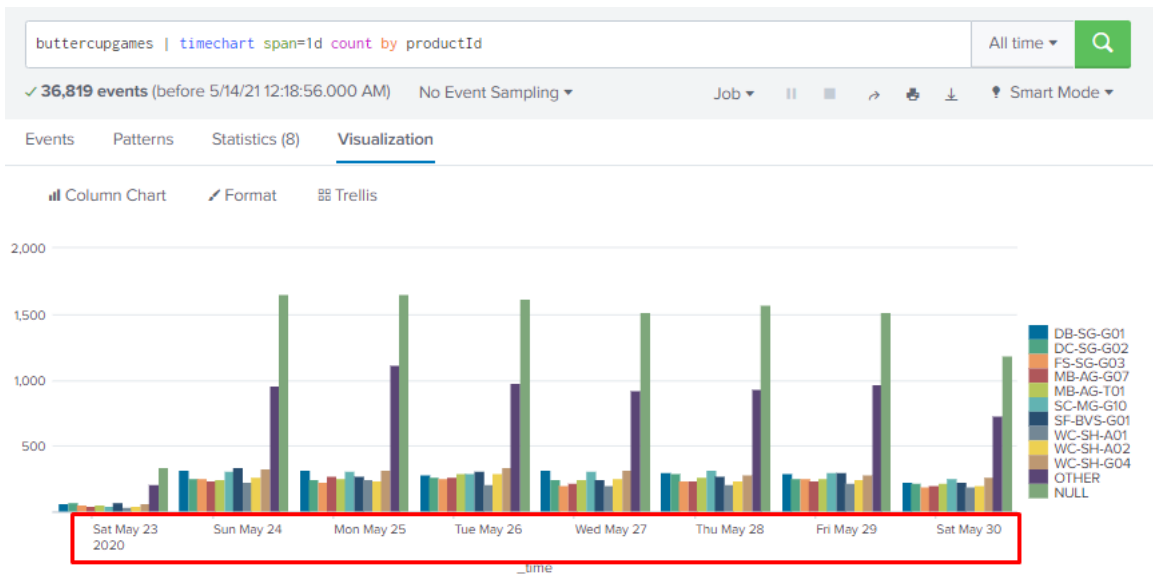 buttercupgames | timechart span=1d count by productId
All time
36,819 events (before 5/14/21 12:18:56.000 AM)
No Event Sampling
Job
Smart Mode
Events
Patterns
Statistics (8)
Visualization
Column Chart
Format
Trellis
2,000
1,500
1,000
500
DB-SG-G01
DC-SG-G02
FS-SG-G03
MB-AG-G07
MB-AG-T01
SC-MG-G10
SF-BVS-G01
WC-SH-A01
WC-SH-A02
WC-SH-G04
OTHER
NULL
Sat May 23
2020
Sun May 24
Mon May 25
Tue May 26
Wed May 27
Thu May 28
Fri May 29
Sat May 30
_time